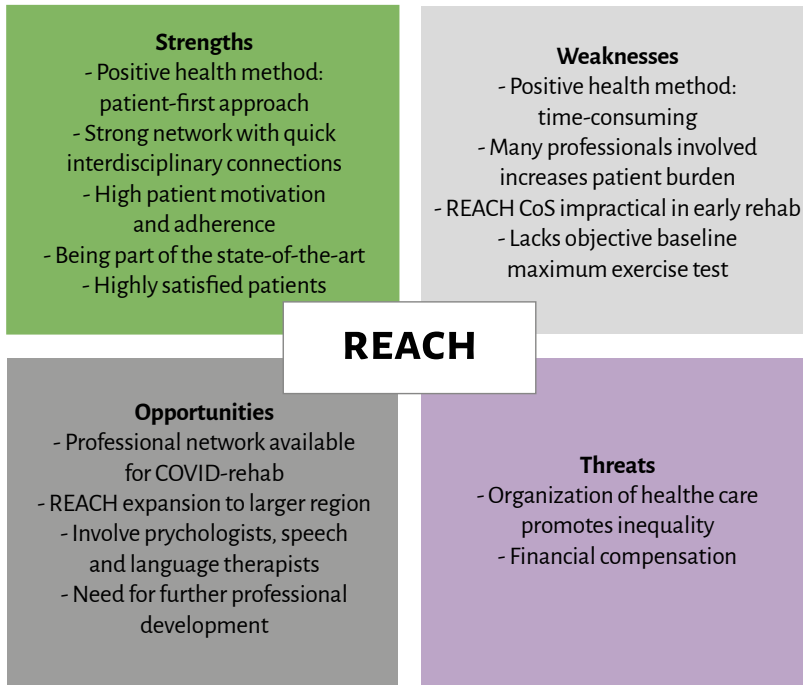 Strengths
- Positive health method:
patient-first approach
- Strong network with quick
interdisciplinary connections
- High patient motivation
and adherence
- Being part of the state-of-the-art
- Highly satisfied patients
Weaknesses
- Positive health method:
time-consuming
- Many professionals involved
increases patient burden
- REACH CoS impractical in early rehab
- Lacks objective baseline
maximum exercise test
REACH
Opportunities
- Professional network available
for COVID-rehab
- REACH expansion to larger region
- Involve prychologists, speech
and language therapists
- Need for further professional
development
Threats
- Organization of healthe care
promotes inequality
- Financial compensation